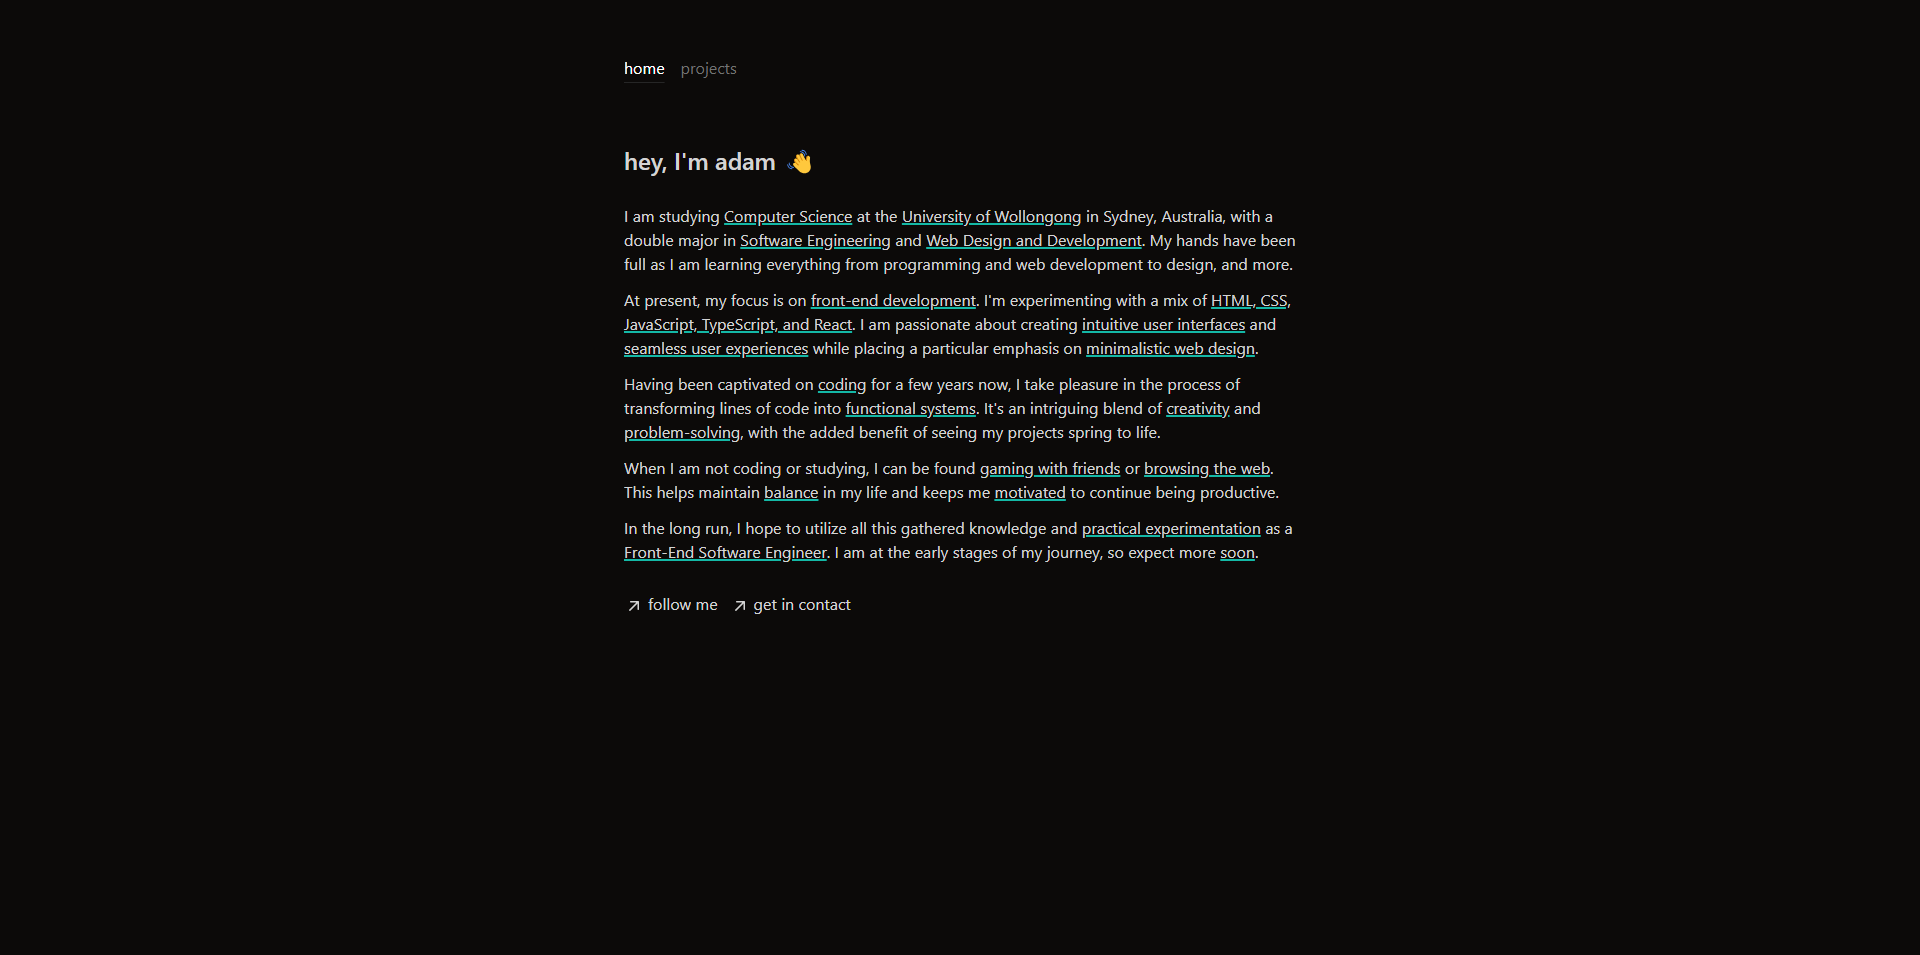 home projects
hey, I'm adam 👋
I am studying Computer Science at the University of Wollongong in Sydney, Australia, with a
double major in Software Engineering and Web Design and Development. My hands have been
full as I am learning everything from programming and web development to design, and more.
At present, my focus is on front-end development. I'm experimenting with a mix of HTML, CSS,
JavaScript, TypeScript, and React. I am passionate about creating intuitive user interfaces and
seamless user experiences while placing a particular emphasis on minimalistic web design.
Having been captivated on coding for a few years now, I take pleasure in the process of
transforming lines of code into functional systems. It's an intriguing blend of creativity and
problem-solving, with the added benefit of seeing my projects spring to life.
When I am not coding or studying, I can be found gaming with friends or browsing the web.
This helps maintain balance in my life and keeps me motivated to continue being productive.
In the long run, I hope to utilize all this gathered knowledge and practical experimentation as a
Front-End Software Engineer. I am at the early stages of my journey, so expect more soon.
follow me get in contact